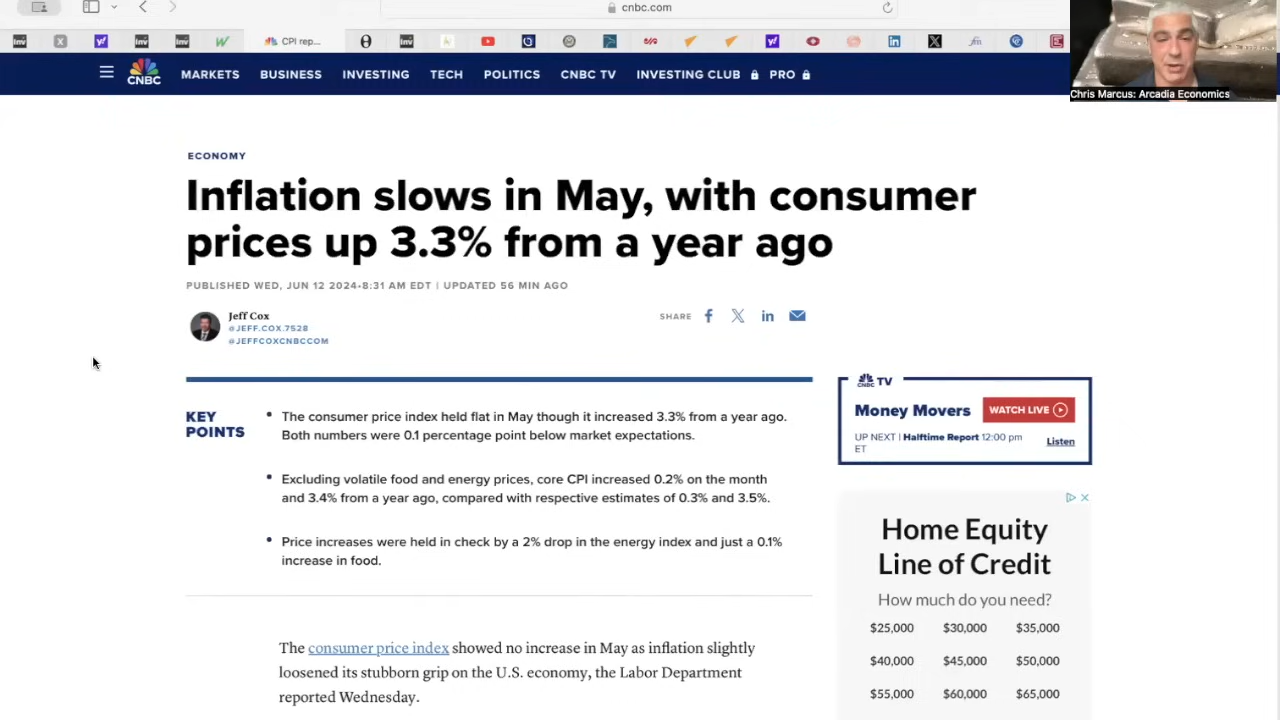 cnbc.com
Inv
X
y!
Inv
Inv
W
CPI rep...
Inv
y!
in
X
fm
Chris Marcus: Arcadia Economics
CNBC
MARKETS BUSINESS INVESTING TECH POLITICS CNBC TV INVESTING CLUB PRO
ECONOMY
Inflation slows in May, with consumer
prices up 3.3% from a year ago
PUBLISHED WED, JUN 12 2024•8:31 AM EDT | UPDATED 56 MIN AGO
Jeff Cox
@JEFF.COX.7528
@JEFFCOXCNBCCOM
SHARE f X in
KEY
POINTS
• The consumer price index held flat in May though it increased 3.3% from a year ago.
Both numbers were 0.1 percentage point below market expectations.
• Excluding volatile food and energy prices, core CPI increased 0.2% on the month
and 3.4% from a year ago, compared with respective estimates of 0.3% and 3.5%.
• Price increases were held in check by a 2% drop in the energy index and just a 0.1%
increase in food.
The consumer price index showed no increase in May as inflation slightly
loosened its stubborn grip on the U.S. economy, the Labor Department
reported Wednesday.
CNBC TV
Money Movers WATCH LIVE
UP NEXT | Halftime Report 12:00 pm
ET
Listen
Home Equity
Line of Credit
How much do you need?
$25,000 $30,000 $35,000
$40,000 $45,000 $50,000
$55,000 $60,000 $65,000